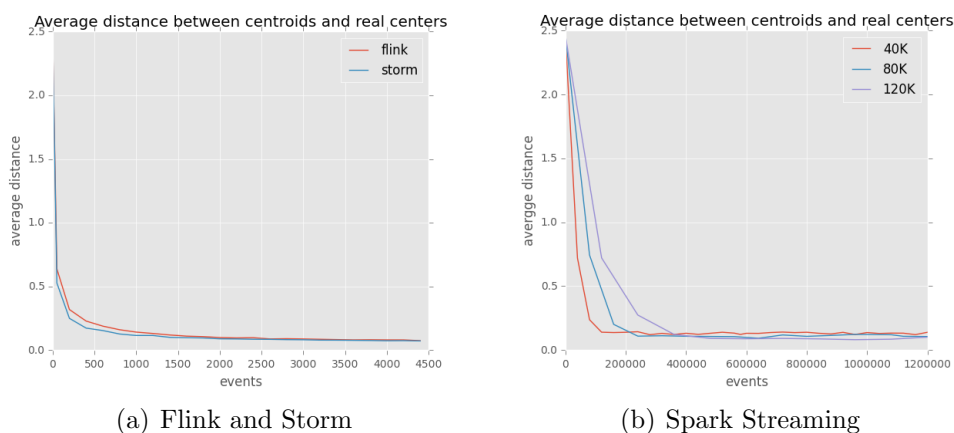 Average distance between centroids and real centers
2.5
2.0
1.5
1.0
0.5
0.0
average distance
flink
storm
0 500 1000 1500 2000 2500 3000 3500 4000 4500
events
(a) Flink and Storm
Average distance between centroids and real centers
2.5
2.0
1.5
1.0
0.5
0.0
avergge distance
40K
80K
120K
0 200000 400000 600000 800000 1000000 1200000
events
(b) Spark Streaming